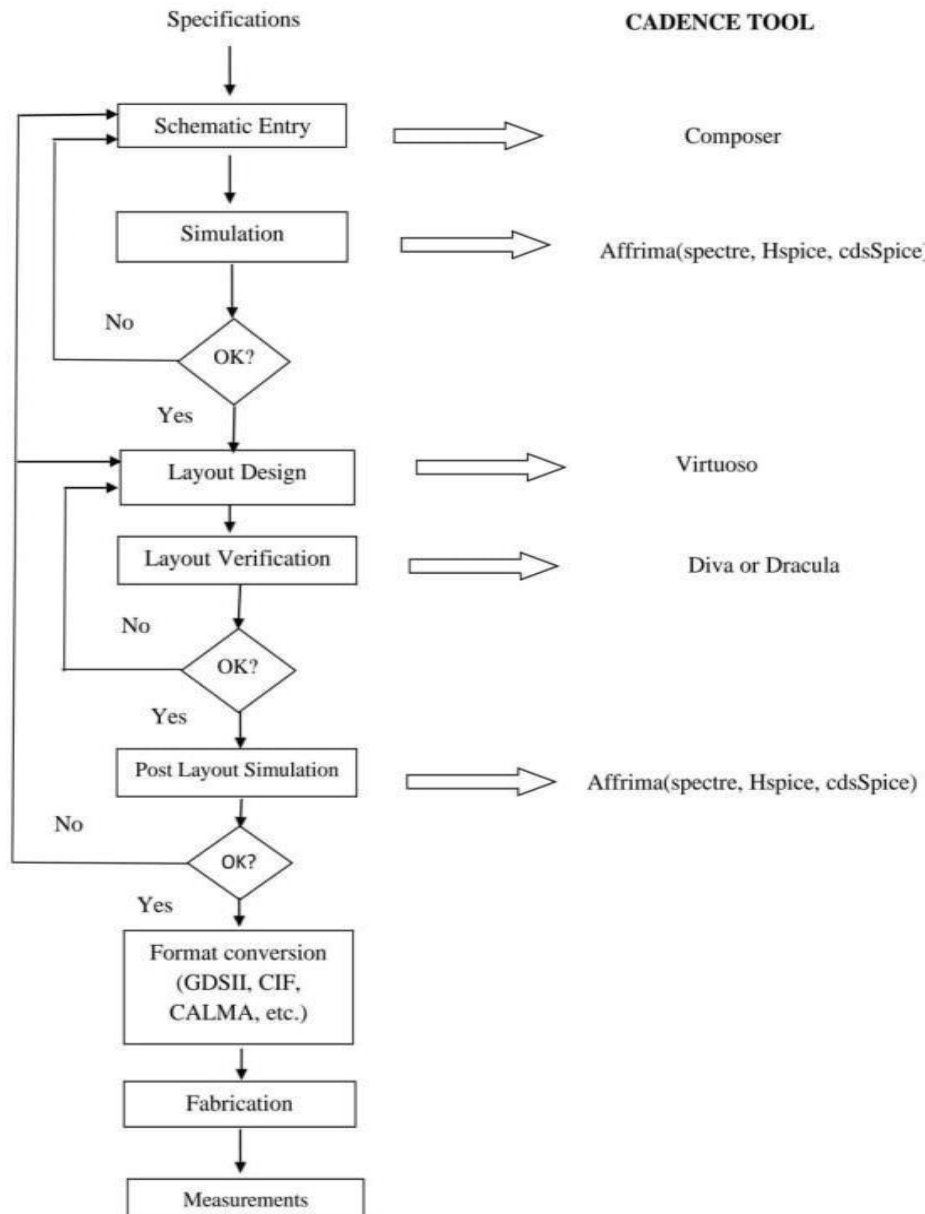 Specifications
CADENCE TOOL
Schematic Entry
Composer
Simulation
Affrima(spectre, Hspice, cdsSpice)
No
OK?
Yes
Layout Design
Virtuoso
Layout Verification
Diva or Dracula
No
OK?
Yes
Post Layout Simulation
Affrima(spectre, Hspice, cdsSpice)
No
OK?
Yes
Format conversion
(GDSII, CIF,
CALMA, etc.)
Fabrication
Measurements